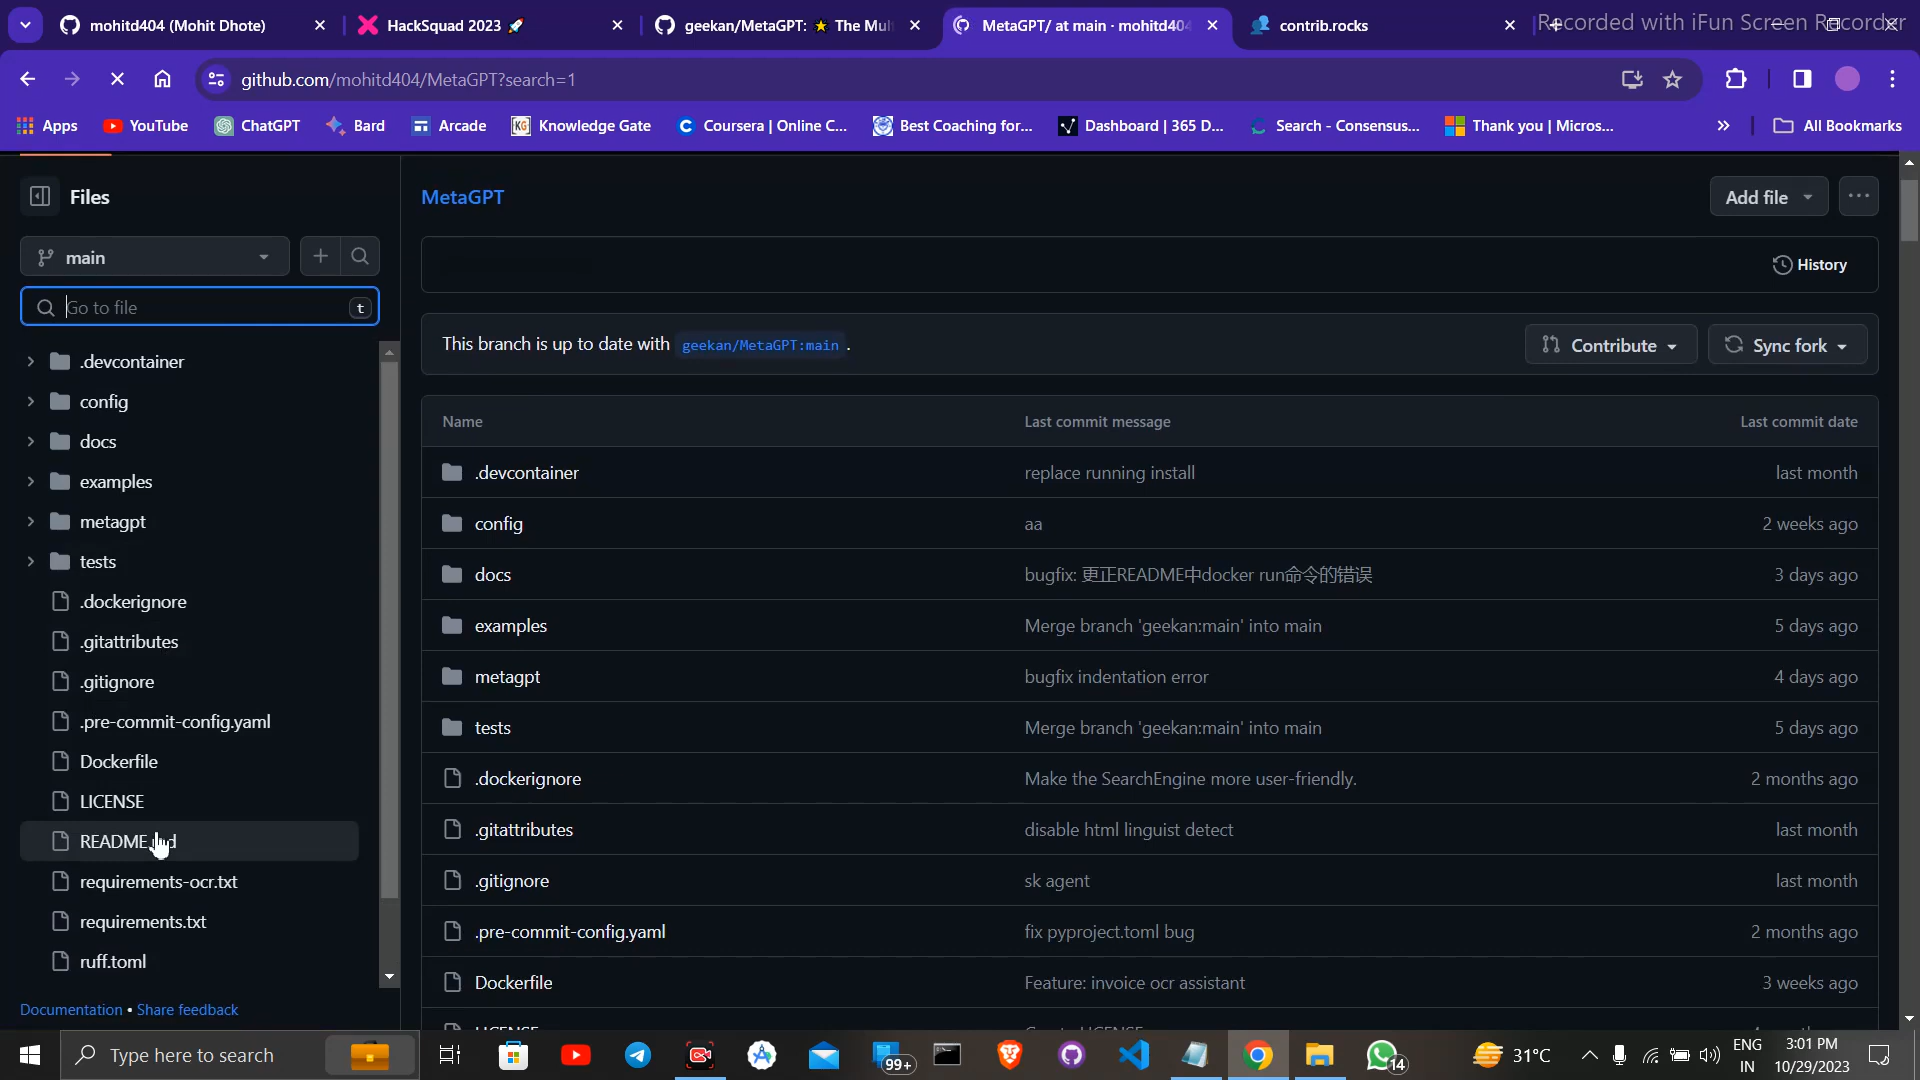 mohitd404 (Mohit Dhote)
HackSquad 2023 🚀
geekan/MetaGPT: 🌟 The Mul
MetaGPT/ at main · mohitd404
contrib.rocks
Recorded with iFun Screen Recorder
github.com/mohitd404/MetaGPT?search=1
Apps
YouTube
ChatGPT
Bard
Arcade
KG Knowledge Gate
Coursera | Online C...
Best Coaching for...
Dashboard | 365 D...
Search - Consensus...
Thank you | Micros...
»
All Bookmarks
Files
MetaGPT
Add file
main
History
Go to file
t
This branch is up to date with geekan/MetaGPT:main .
Contribute
Sync fork
.devcontainer
config
docs
examples
metagpt
tests
.dockerignore
.gitattributes
.gitignore
.pre-commit-config.yaml
Dockerfile
LICENSE
requirements-ocr.txt
requirements.txt
ruff.toml
Documentation • Share feedback
Name Last commit message Last commit date
.devcontainer replace running install last month
config aa 2 weeks ago
docs bugfix: 更正README中docker run命令的错误 3 days ago
examples Merge branch 'geekan:main' into main 5 days ago
metagpt bugfix indentation error 4 days ago
tests Merge branch 'geekan:main' into main 5 days ago
.dockerignore Make the SearchEngine more user-friendly. 2 months ago
.gitattributes disable html linguist detect last month
.gitignore sk agent last month
.pre-commit-config.yaml fix pyproject.toml bug 2 months ago
Dockerfile Feature: invoice ocr assistant 3 weeks ago
Type here to search
99+
14
31°C
ENG
IN
3:01 PM
10/29/2023